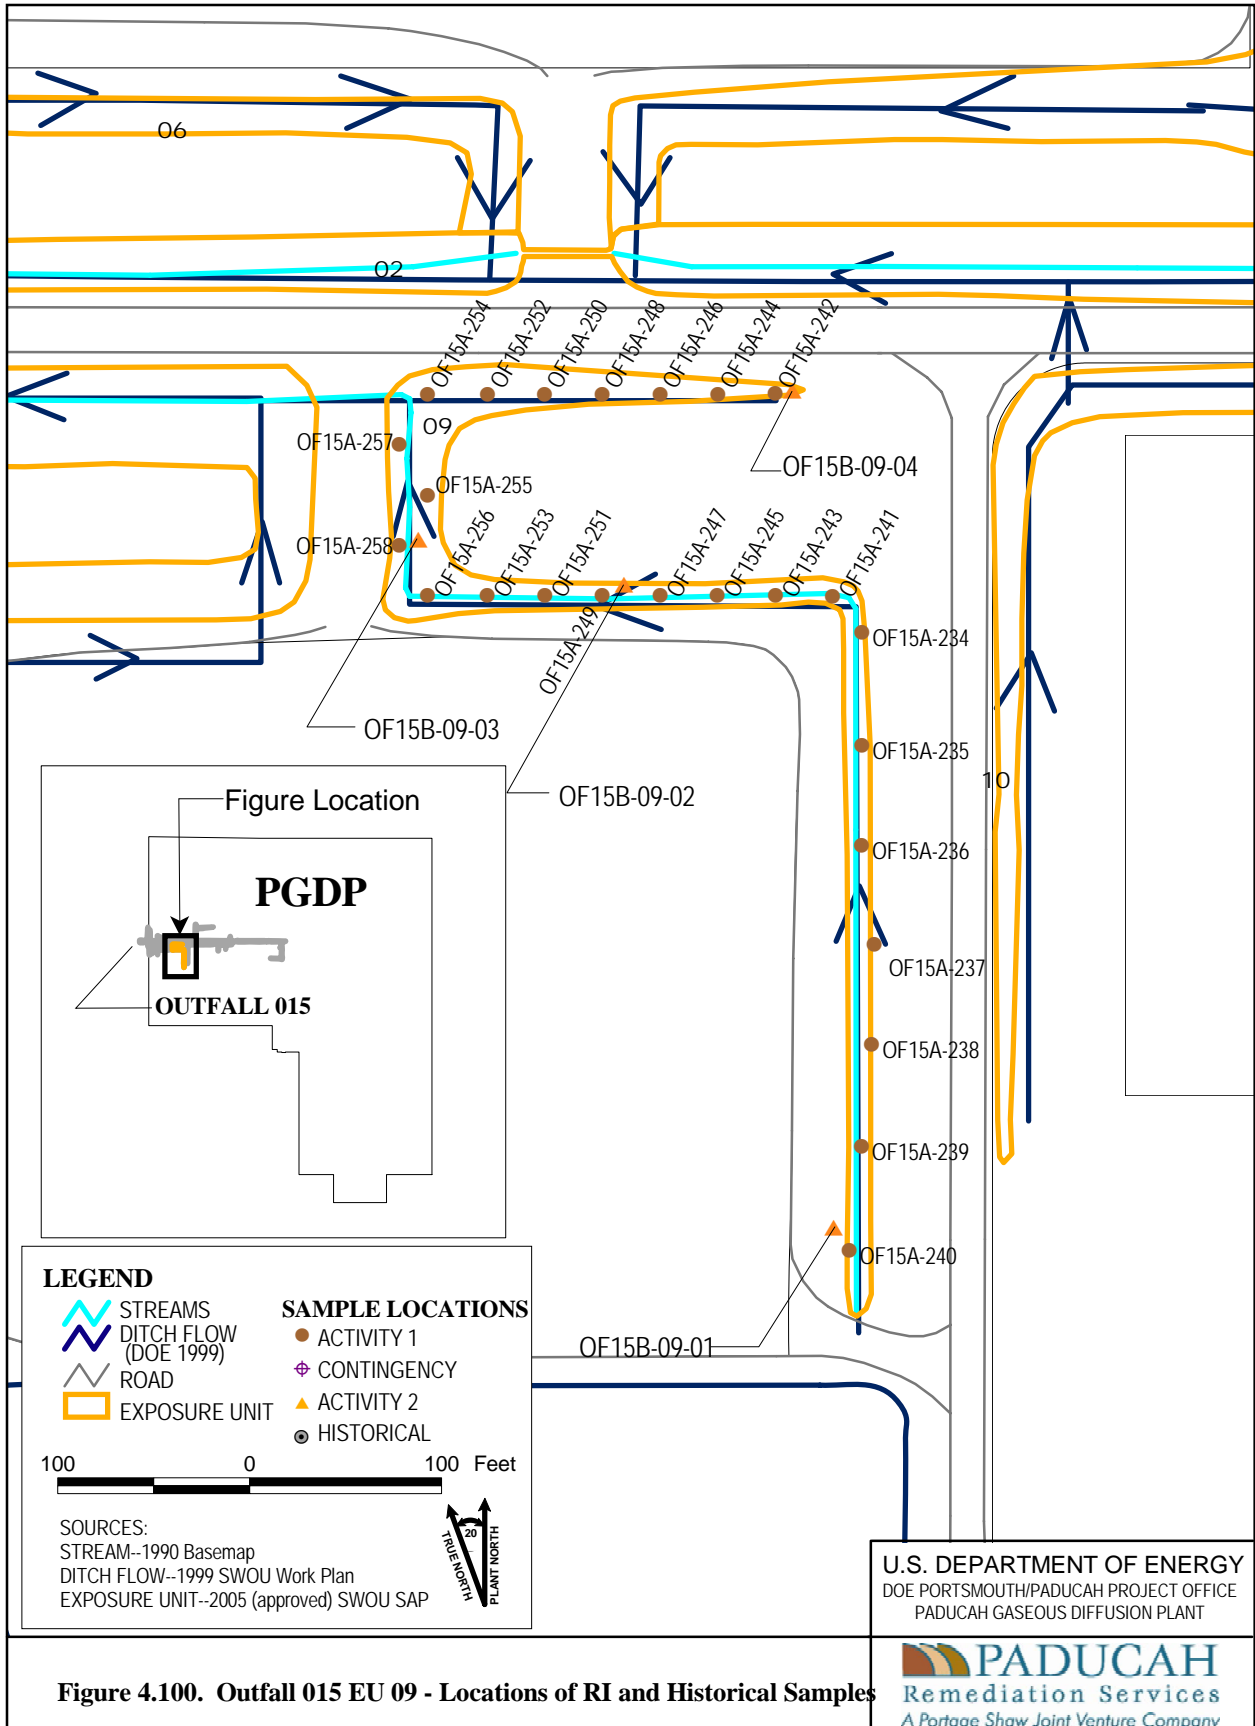 06
02
OF15A-254
OF15A-252
OF15A-250
OF15A-248
OF15A-246
OF15A-244
OF15A-242
09
OF15A-257
OF15B-09-04
OF15A-255
OF15A-258
OF15A-256
OF15A-253
OF15A-251
OF15A-247
OF15A-245
OF15A-243
OF15A-241
OF15A-249
OF15A-234
OF15B-09-03
OF15A-235
10
OF15B-09-02
Figure Location
OF15A-236
PGDP
OF15A-237
OUTFALL 015
OF15A-238
OF15A-239
OF15A-240
OF15B-09-01
LEGEND
STREAMS
DITCH FLOW
(DOE 1999)
ROAD
EXPOSURE UNIT
SAMPLE LOCATIONS
ACTIVITY 1
CONTINGENCY
ACTIVITY 2
HISTORICAL
100 0 100 Feet
SOURCES:
STREAM--1990 Basemap
DITCH FLOW--1999 SWOU Work Plan
EXPOSURE UNIT--2005 (approved) SWOU SAP
20
TRUE NORTH
PLANT NORTH
U.S. DEPARTMENT OF ENERGY
DOE PORTSMOUTH/PADUCAH PROJECT OFFICE
PADUCAH GASEOUS DIFFUSION PLANT
PADUCAH
Remediation Services
A Portage Shaw Joint Venture Company
Figure 4.100. Outfall 015 EU 09 - Locations of RI and Historical Samples